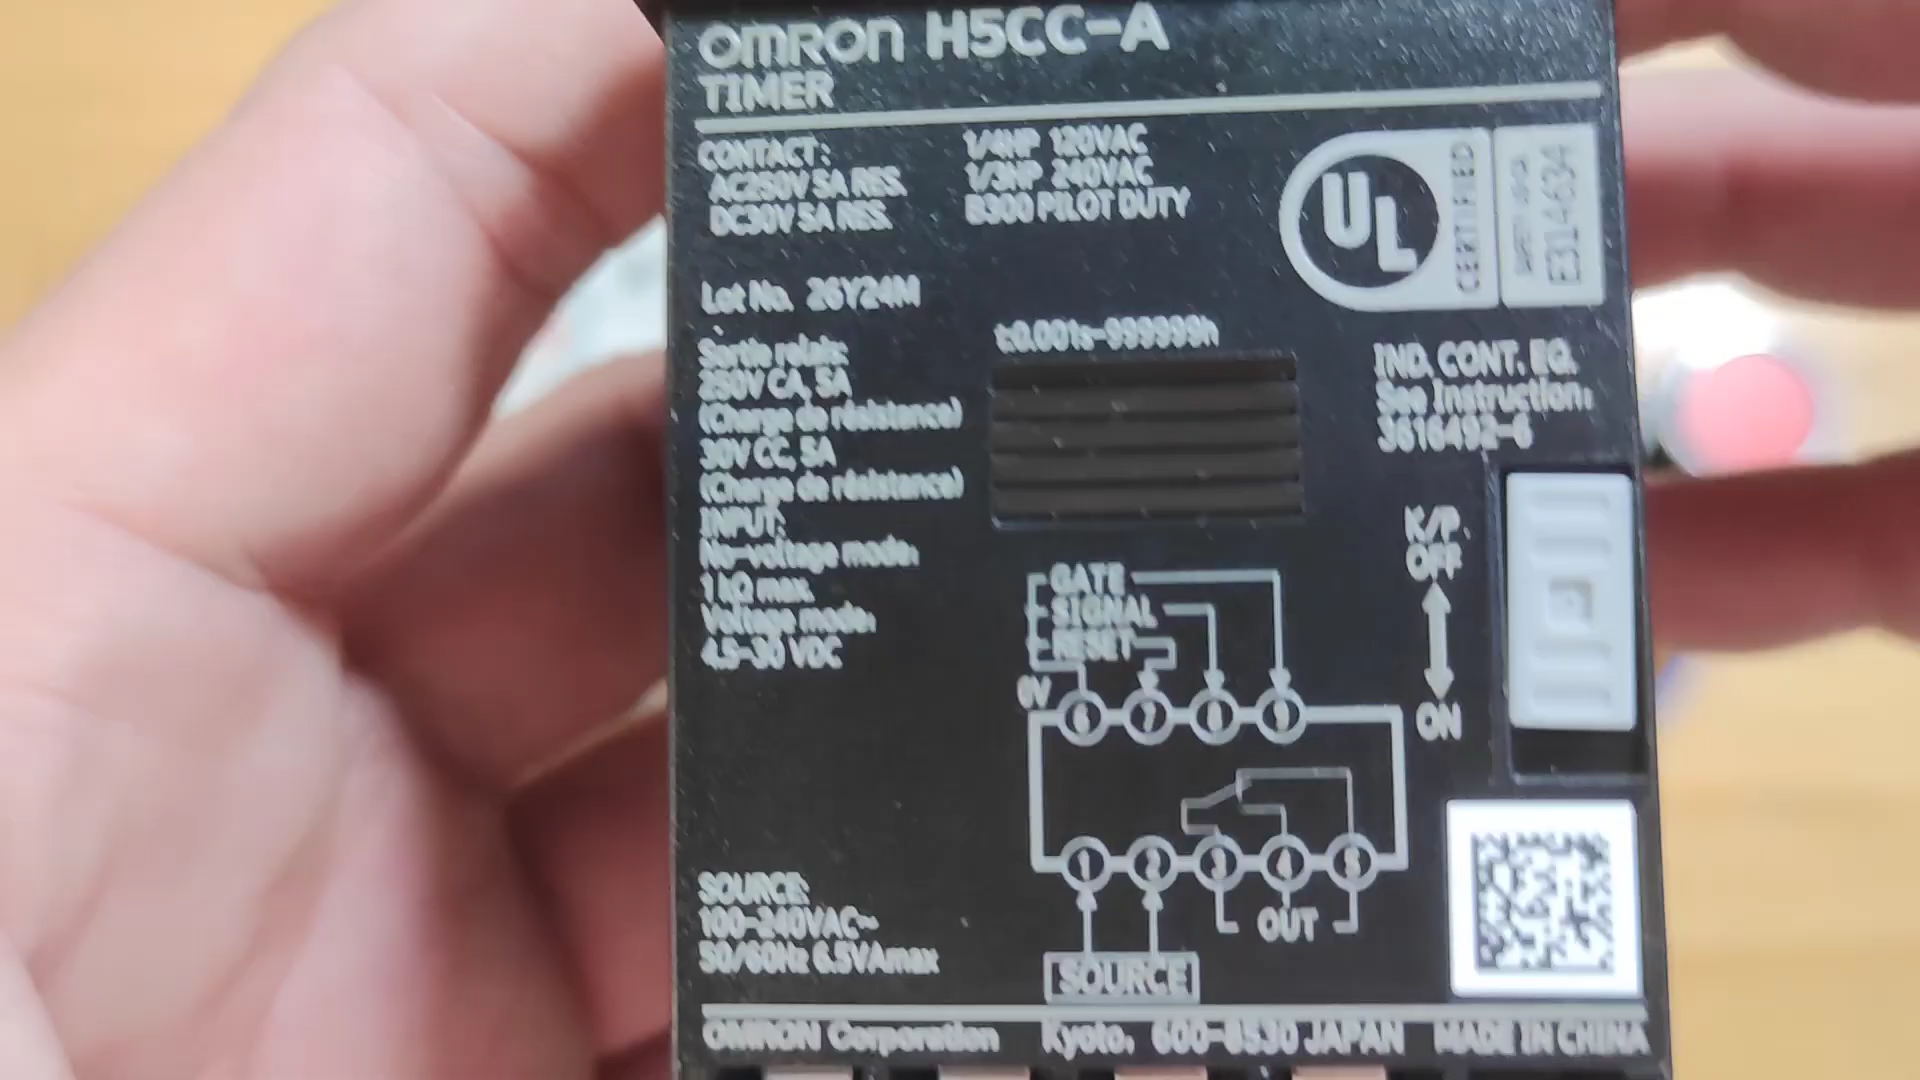 OMRON H5CC-A
TIMER
CONTACT:
AC250V 5A RES.
DC30V 5A RES.
1/4HP 120VAC
1/3HP 240VAC
B300 PILOT DUTY
UL
CERTIFIED
E314634
Lot No. 26Y24M
t:0.001s-999999h
Sortie relais:
250V CA, 5A
(Charge de résistance)
30V CC, 5A
(Charge de résistance)
INPUT:
No-voltage mode:
1 kΩ max.
Voltage mode:
4.5-30 VDC
IND. CONT. EQ.
See Instruction:
3616492-6
K/P
OFF
ON
GATE
SIGNAL
RESET
0V
6 7 8 9
1 2 3 4 5
OUT
SOURCE
SOURCE:
100-240VAC~
50/60Hz 6.5VAmax
OMRON Corporation Kyoto, 600-8530 JAPAN MADE IN CHINA